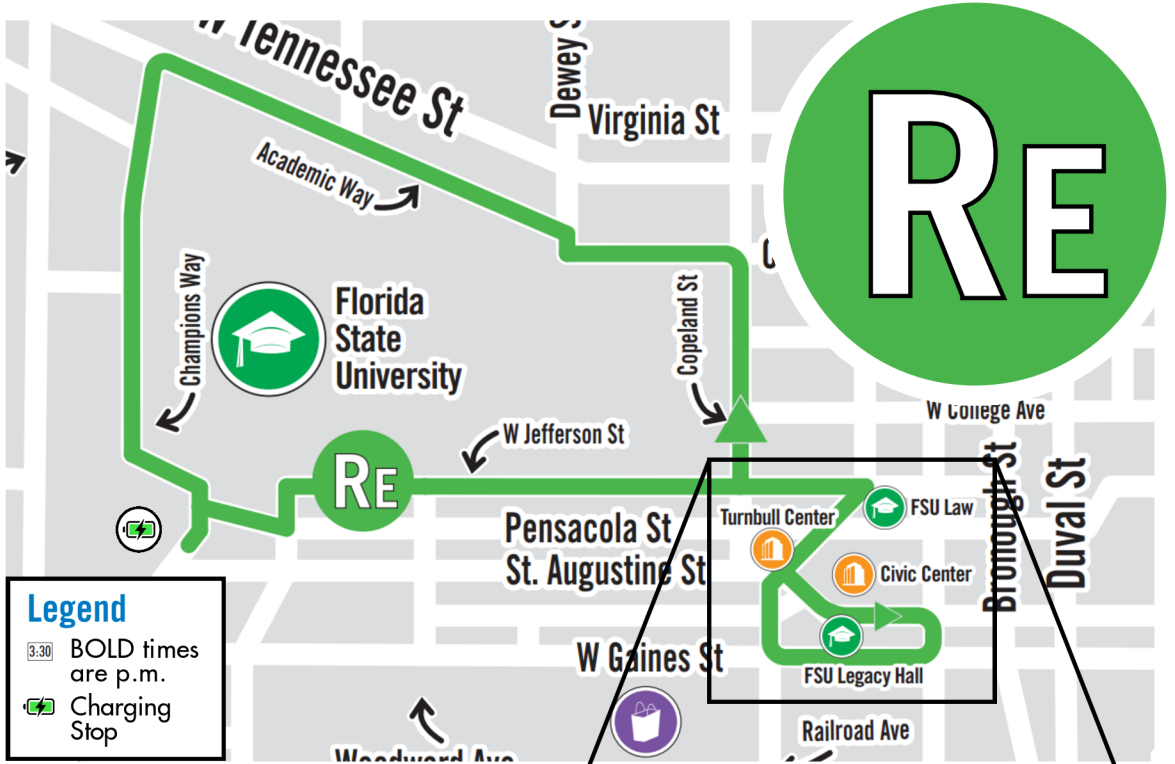 W Tennessee St
Dewey S
Virginia St
RE
Academic Way
Champions Way
Florida
State
University
Copeland St
W College Ave
W Jefferson St
RE
Bronough St
Duval St
Turnbull Center
FSU Law
Pensacola St
St. Augustine St
Civic Center
Legend
3:30 BOLD times
are p.m.
Charging
Stop
W Gaines St
FSU Legacy Hall
Railroad Ave
Woodward Ave